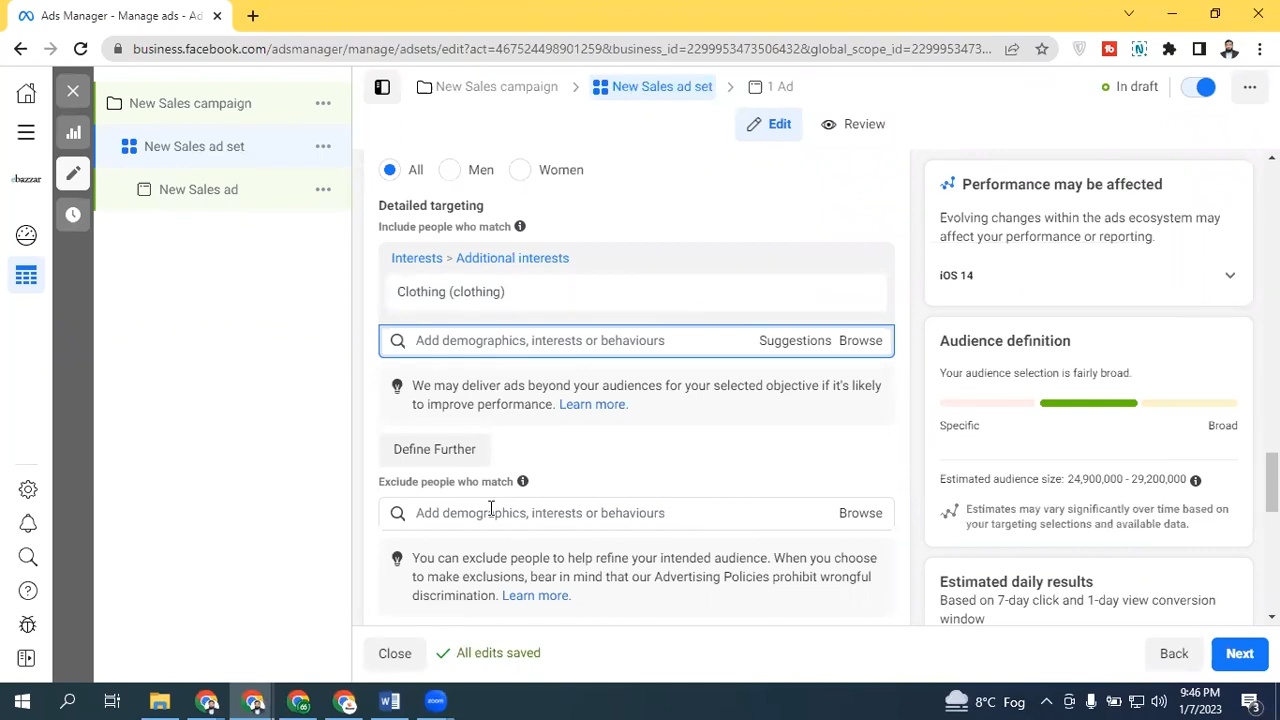 Ads Manager - Manage ads - Ad
business.facebook.com/adsmanager/manage/adsets/edit?act=467524498901259&business_id=2299953473506432&global_scope_id=2299953473...
New Sales campaign
New Sales ad set
1 Ad
In draft
Edit
Review
New Sales campaign
New Sales ad set
New Sales ad
ebazzar
All
Men
Women
Detailed targeting
Include people who match
Interests > Additional interests
Clothing (clothing)
Add demographics, interests or behaviours
Suggestions
Browse
We may deliver ads beyond your audiences for your selected objective if it's likely
to improve performance. Learn more.
Define Further
Exclude people who match
Add demographics, interests or behaviours
Browse
You can exclude people to help refine your intended audience. When you choose
to make exclusions, bear in mind that our Advertising Policies prohibit wrongful
discrimination. Learn more.
Performance may be affected
Evolving changes within the ads ecosystem may
affect your performance or reporting.
iOS 14
Audience definition
Your audience selection is fairly broad.
Specific
Broad
Estimated audience size: 24,900,000 - 29,200,000
Estimates may vary significantly over time based on
your targeting selections and available data.
Estimated daily results
Based on 7-day click and 1-day view conversion
window
Close
All edits saved
Back
Next
zoom
8°C Fog
9:46 PM
1/7/2023
3